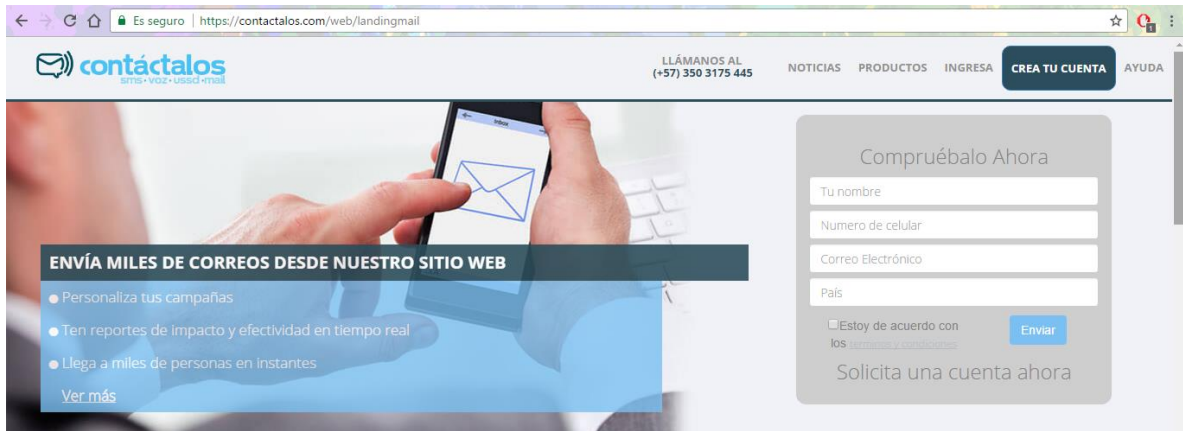 Es seguro | https://contactalos.com/web/landingmail
1
contáctalos
sms·voz·ussd·mail
LLÁMANOS AL
(+57) 350 3175 445
NOTICIAS PRODUCTOS INGRESA CREA TU CUENTA AYUDA
Inbox
ENVÍA MILES DE CORREOS DESDE NUESTRO SITIO WEB
Personaliza tus campañas
Ten reportes de impacto y efectividad en tiempo real
Llega a miles de personas en instantes
Ver más
Compruébalo Ahora
Tu nombre
Numero de celular
Correo Electrónico
País
Estoy de acuerdo con
los terminos y condiciones
Enviar
Solicita una cuenta ahora